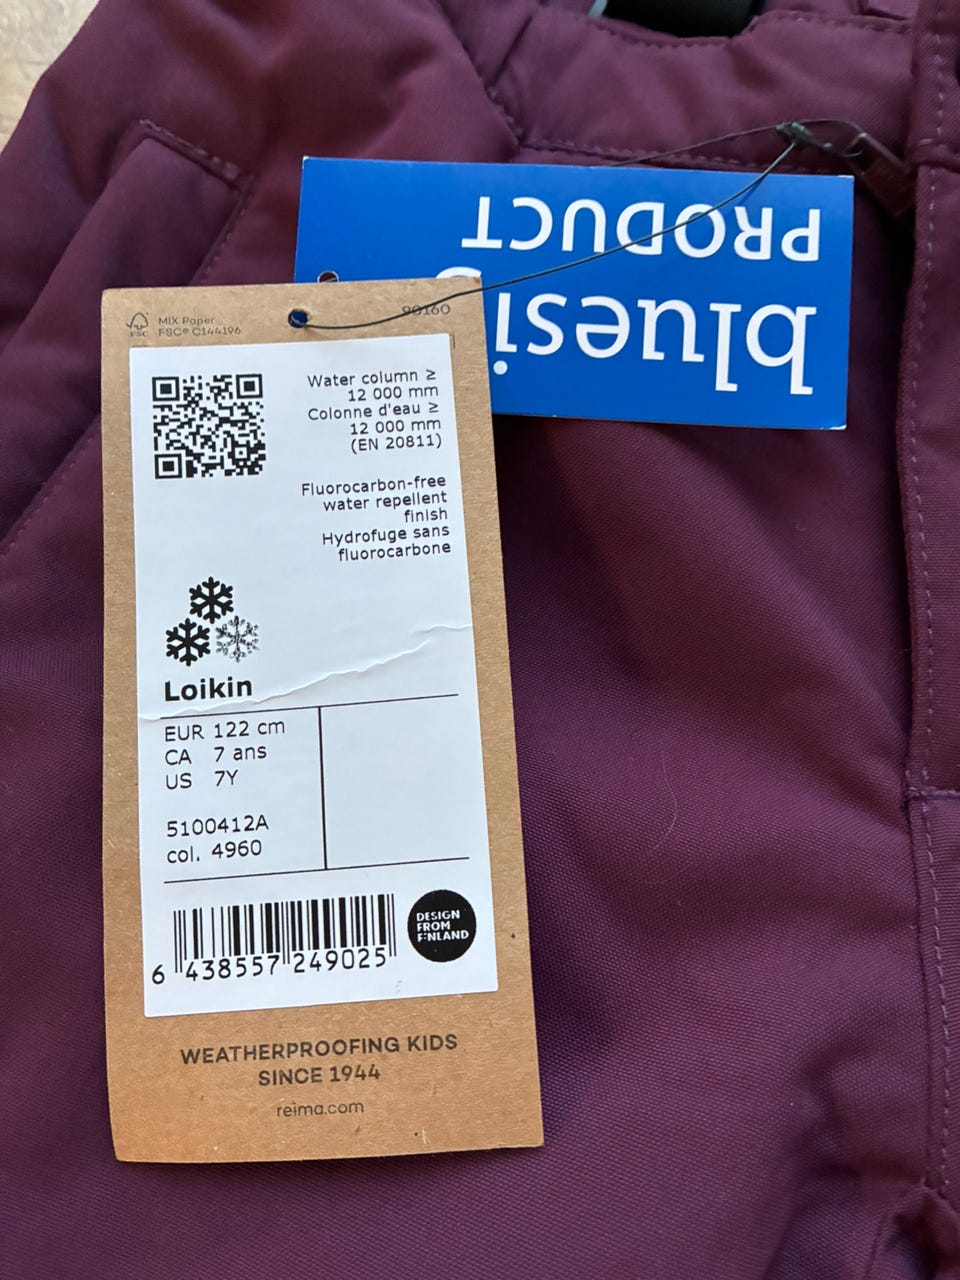 bluesi
PRODUCT
FSC
MIX Paper
FSC® C144196
90160
Water column ≥
12 000 mm
Colonne d'eau ≥
12 000 mm
(EN 20811)
Fluorocarbon-free
water repellent
finish
Hydrofuge sans
fluorocarbone
Loikin
EUR 122 cm
CA 7 ans
US 7Y
5100412A
col. 4960
6 438557 249025
DESIGN
FROM
FINLAND
WEATHERPROOFING KIDS
SINCE 1944
reima.com